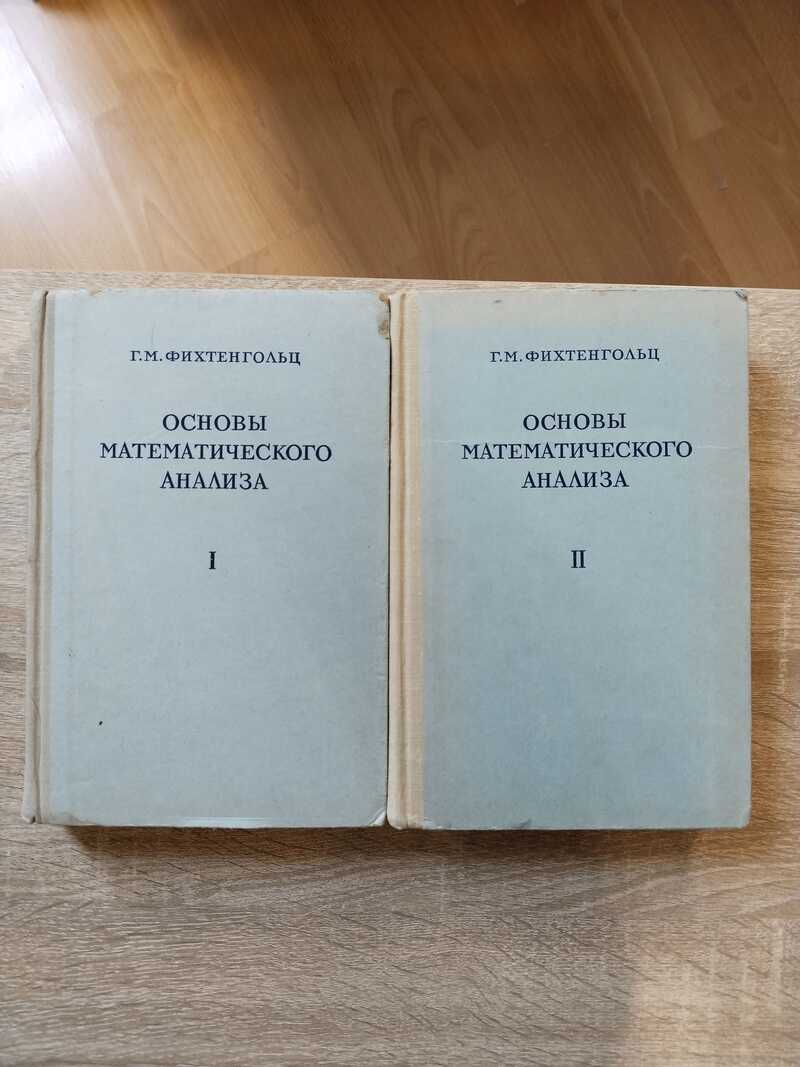 Г.М.ФИХТЕНГОЛЬЦ
ОСНОВЫ
МАТЕМАТИЧЕСКОГО
АНАЛИЗА
I
Г.М.ФИХТЕНГОЛЬЦ
ОСНОВЫ
МАТЕМАТИЧЕСКОГО
АНАЛИЗА
II